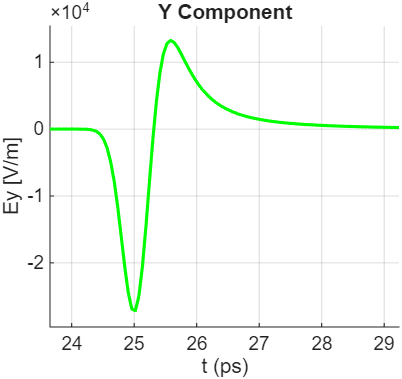 ×10⁴
Y Component
1
0
-1
-2
Ey [V/m]
24 25 26 27 28 29
t (ps)